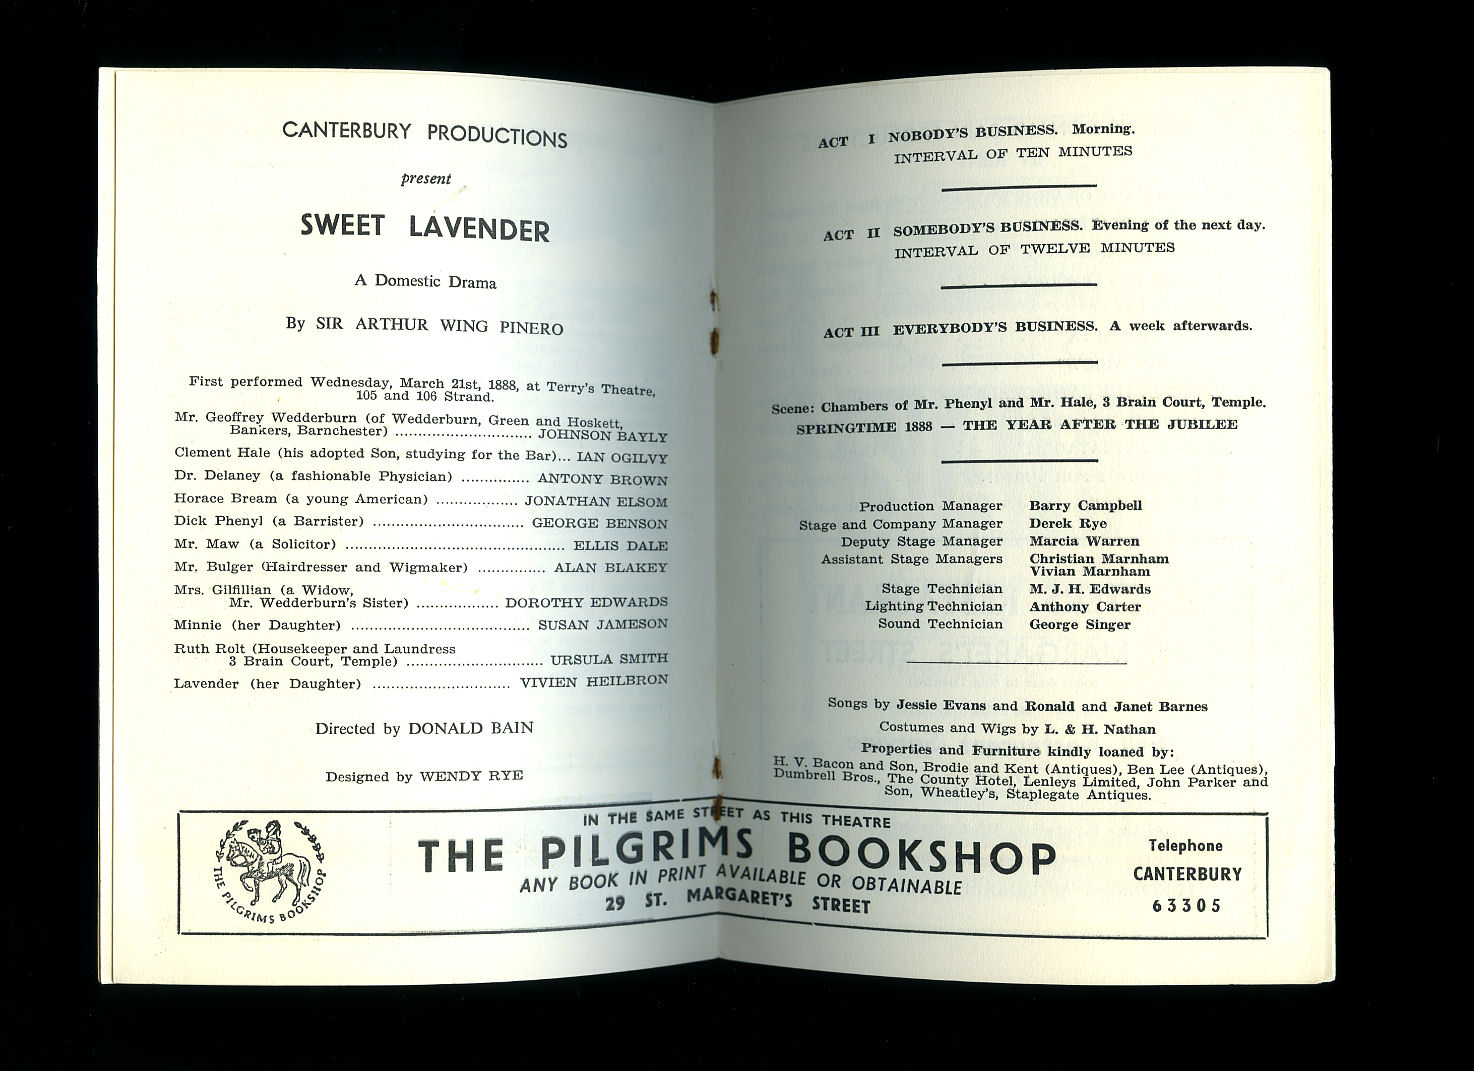 CANTERBURY PRODUCTIONS
present
SWEET LAVENDER
A Domestic Drama
By SIR ARTHUR WING PINERO
First performed Wednesday, March 21st, 1888, at Terry's Theatre,
105 and 106 Strand.
Mr. Geoffrey Wedderburn (of Wedderburn, Green and Hoskett,
Bankers, Barnchester) ................................ JOHNSON BAYLY
Clement Hale (his adopted Son, studying for the Bar)... IAN OGILVY
Dr. Delaney (a fashionable Physician) ................ ANTONY BROWN
Horace Bream (a young American) ................... JONATHAN ELSOM
Dick Phenyl (a Barrister) ................................... GEORGE BENSON
Mr. Maw (a Solicitor) ................................................... ELLIS DALE
Mr. Bulger (Hairdresser and Wigmaker) ................ ALAN BLAKEY
Mrs. Gilfillian (a Widow,
Mr. Wedderburn's Sister) ................... DOROTHY EDWARDS
Minnie (her Daughter) ......................................... SUSAN JAMESON
Ruth Rolt (Housekeeper and Laundress
3 Brain Court, Temple) ................................ URSULA SMITH
Lavender (her Daughter) ................................ VIVIEN HEILBRON
Directed by DONALD BAIN
Designed by WENDY RYE
ACT I NOBODY'S BUSINESS. Morning.
INTERVAL OF TEN MINUTES
ACT II SOMEBODY'S BUSINESS. Evening of the next day.
INTERVAL OF TWELVE MINUTES
ACT III EVERYBODY'S BUSINESS. A week afterwards.
Scene: Chambers of Mr. Phenyl and Mr. Hale, 3 Brain Court, Temple.
SPRINGTIME 1888 — THE YEAR AFTER THE JUBILEE
Production Manager Barry Campbell
Stage and Company Manager Derek Rye
Deputy Stage Manager Marcia Warren
Assistant Stage Managers Christian Marnham
Vivian Marnham
Stage Technician M. J. H. Edwards
Lighting Technician Anthony Carter
Sound Technician George Singer
Songs by Jessie Evans and Ronald and Janet Barnes
Costumes and Wigs by L. & H. Nathan
Properties and Furniture kindly loaned by:
H. V. Bacon and Son, Brodie and Kent (Antiques), Ben Lee (Antiques),
Dumbrell Bros., The County Hotel, Lenleys Limited, John Parker and
Son, Wheatley's, Staplegate Antiques.
THE PILGRIMS BOOKSHOP
IN THE SAME STREET AS THIS THEATRE
THE PILGRIMS BOOKSHOP
ANY BOOK IN PRINT AVAILABLE OR OBTAINABLE
29 ST. MARGARET'S STREET
Telephone
CANTERBURY
63305